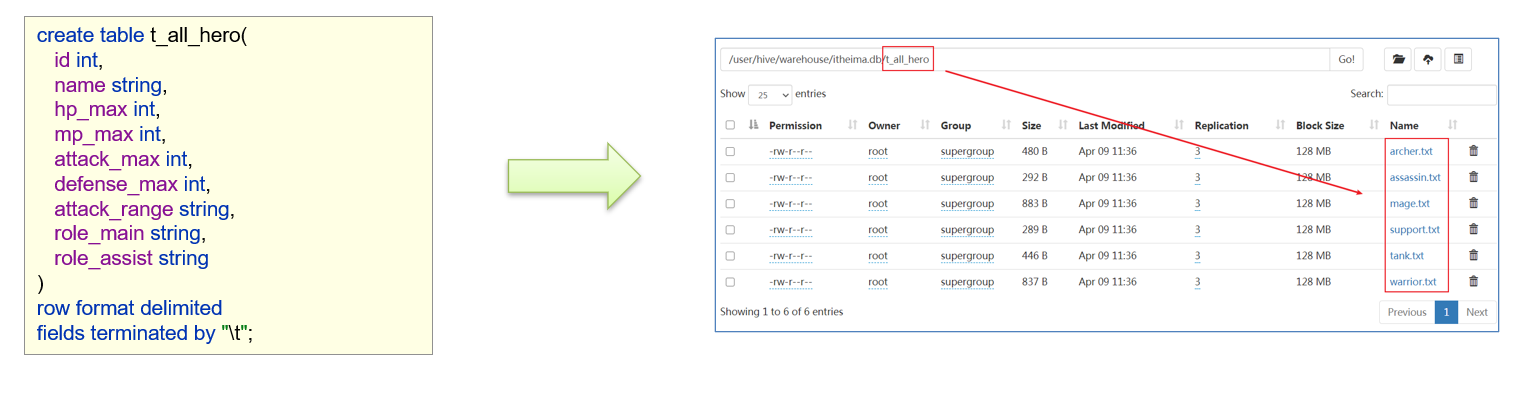 create table t_all_hero(
id int,
name string,
hp_max int,
mp_max int,
attack_max int,
defense_max int,
attack_range string,
role_main string,
role_assist string
)
row format delimited
fields terminated by "\t";
/user/hive/warehouse/itheima.db/t_all_hero Go!
Show 25 entries Search:
Permission Owner Group Size Last Modified Replication Block Size Name
-rw-r--r-- root supergroup 480 B Apr 09 11:36 3 128 MB archer.txt
-rw-r--r-- root supergroup 292 B Apr 09 11:36 3 128 MB assassin.txt
-rw-r--r-- root supergroup 883 B Apr 09 11:36 3 128 MB mage.txt
-rw-r--r-- root supergroup 289 B Apr 09 11:36 3 128 MB support.txt
-rw-r--r-- root supergroup 446 B Apr 09 11:36 3 128 MB tank.txt
-rw-r--r-- root supergroup 837 B Apr 09 11:36 3 128 MB warrior.txt
Showing 1 to 6 of 6 entries Previous 1 Next